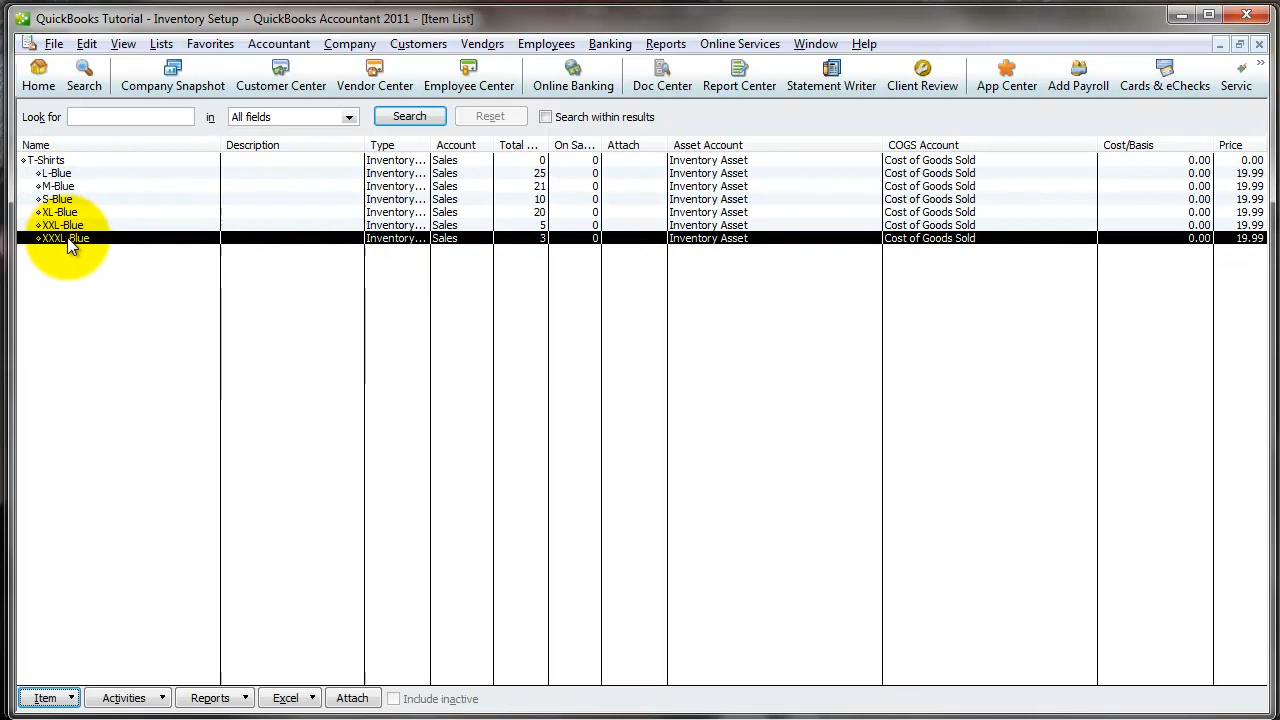 QuickBooks Tutorial - Inventory Setup - QuickBooks Accountant 2011 - [Item List]
File Edit View Lists Favorites Accountant Company Customers Vendors Employees Banking Reports Online Services Window Help
Home Search Company Snapshot Customer Center Vendor Center Employee Center Online Banking Doc Center Report Center Statement Writer Client Review App Center Add Payroll Cards & eChecks Servic
Look for in All fields Search Reset Search within results
Name Description Type Account Total ... On Sa... Attach Asset Account COGS Account Cost/Basis Price
T-Shirts Inventory... Sales 0 0 Inventory Asset Cost of Goods Sold 0.00 0.00
L-Blue Inventory... Sales 25 0 Inventory Asset Cost of Goods Sold 0.00 19.99
M-Blue Inventory... Sales 21 0 Inventory Asset Cost of Goods Sold 0.00 19.99
S-Blue Inventory... Sales 10 0 Inventory Asset Cost of Goods Sold 0.00 19.99
XL-Blue Inventory... Sales 20 0 Inventory Asset Cost of Goods Sold 0.00 19.99
XXL-Blue Inventory... Sales 5 0 Inventory Asset Cost of Goods Sold 0.00 19.99
XXXL-Blue Inventory... Sales 3 0 Inventory Asset Cost of Goods Sold 0.00 19.99
Item Activities Reports Excel Attach Include inactive